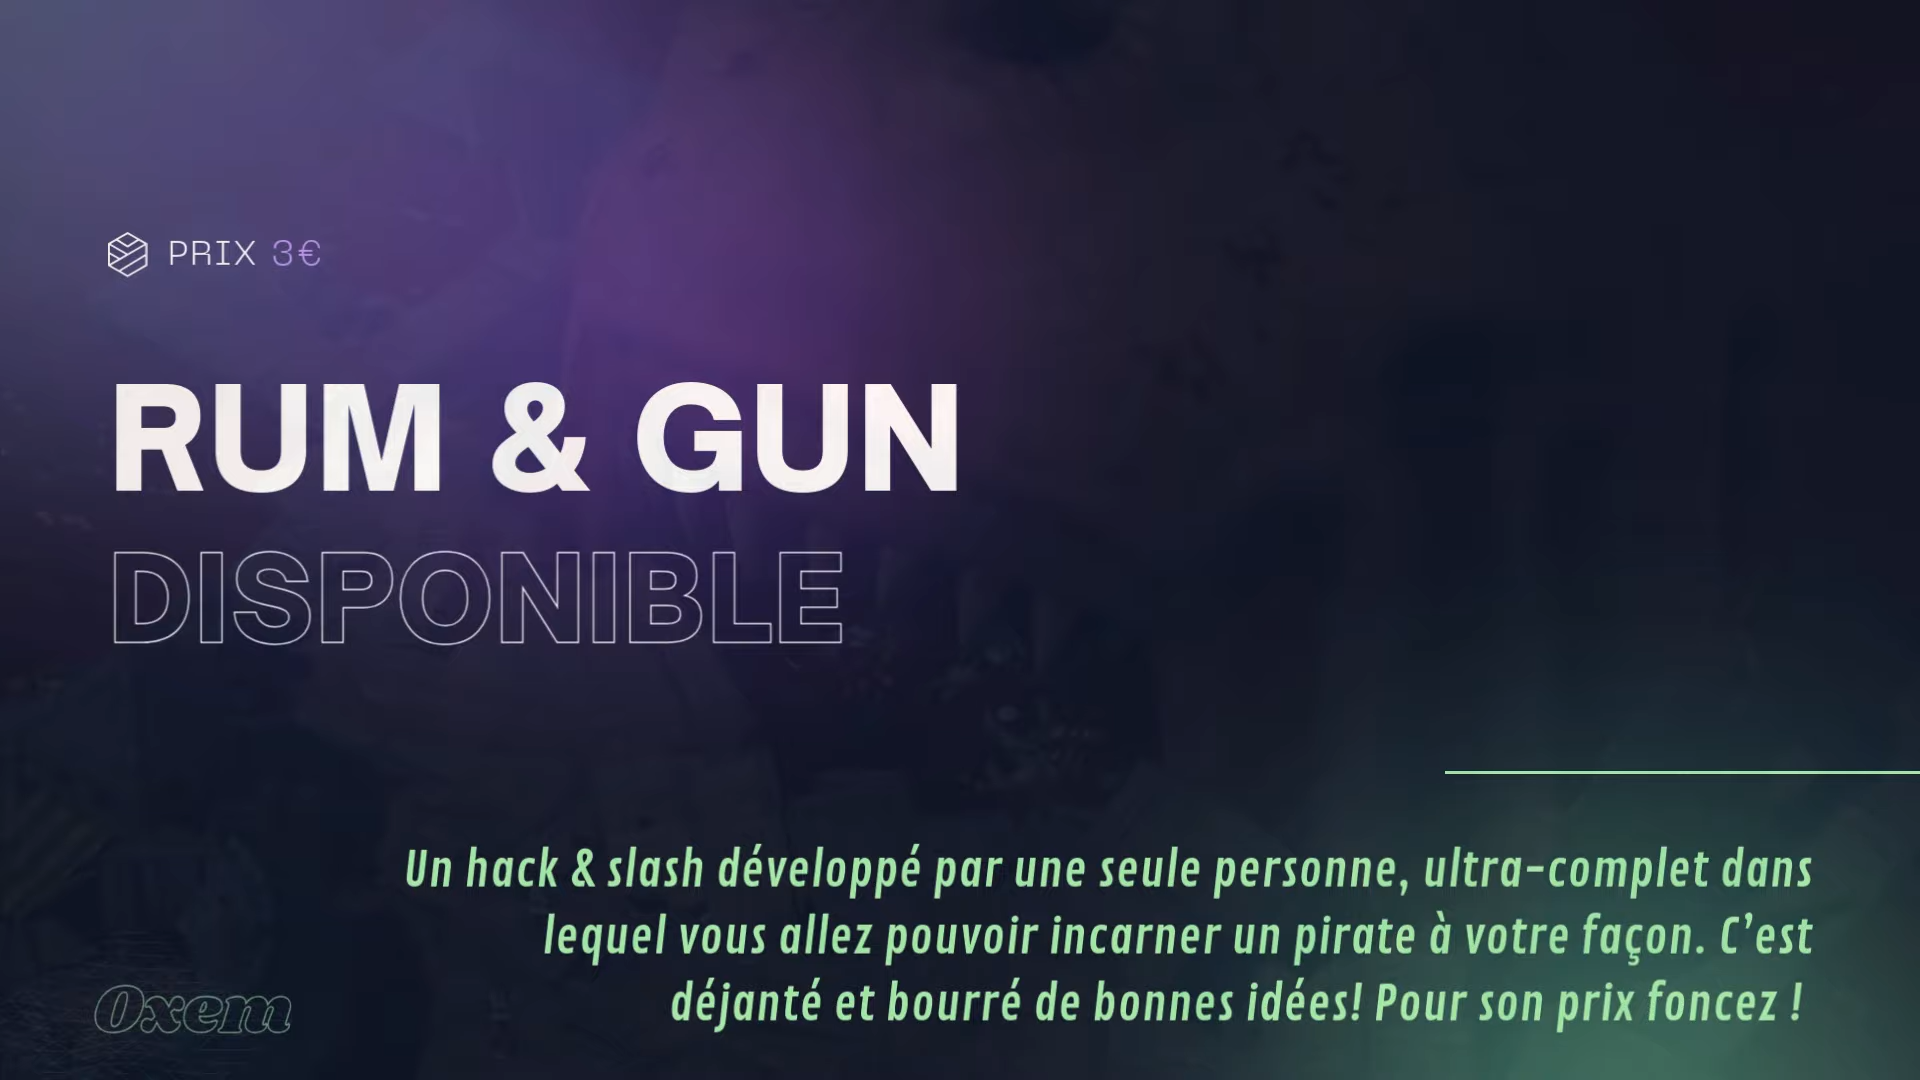 PRIX 3€
RUM & GUN
DISPONIBLE
Un hack & slash développé par une seule personne, ultra-complet dans
lequel vous allez pouvoir incarner un pirate à votre façon. C’est
déjanté et bourré de bonnes idées! Pour son prix foncez !
Oxem